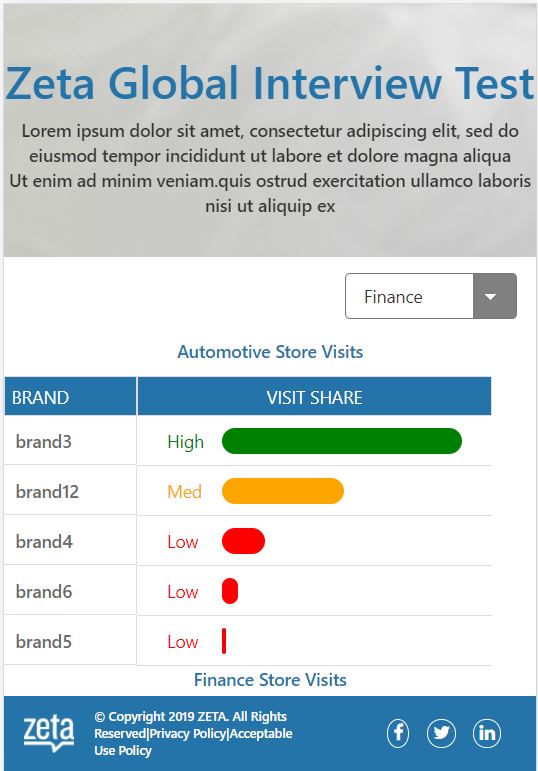 Zeta Global Interview Test
Lorem ipsum dolor sit amet, consectetur adipiscing elit, sed do
eiusmod tempor incididunt ut labore et dolore magna aliqua
Ut enim ad minim veniam.quis ostrud exercitation ullamco laboris
nisi ut aliquip ex
Finance
Automotive Store Visits
BRAND VISIT SHARE
brand3 High
brand12 Med
brand4 Low
brand6 Low
brand5 Low
Finance Store Visits
zeta
© Copyright 2019 ZETA. All Rights
Reserved|Privacy Policy|Acceptable
Use Policy